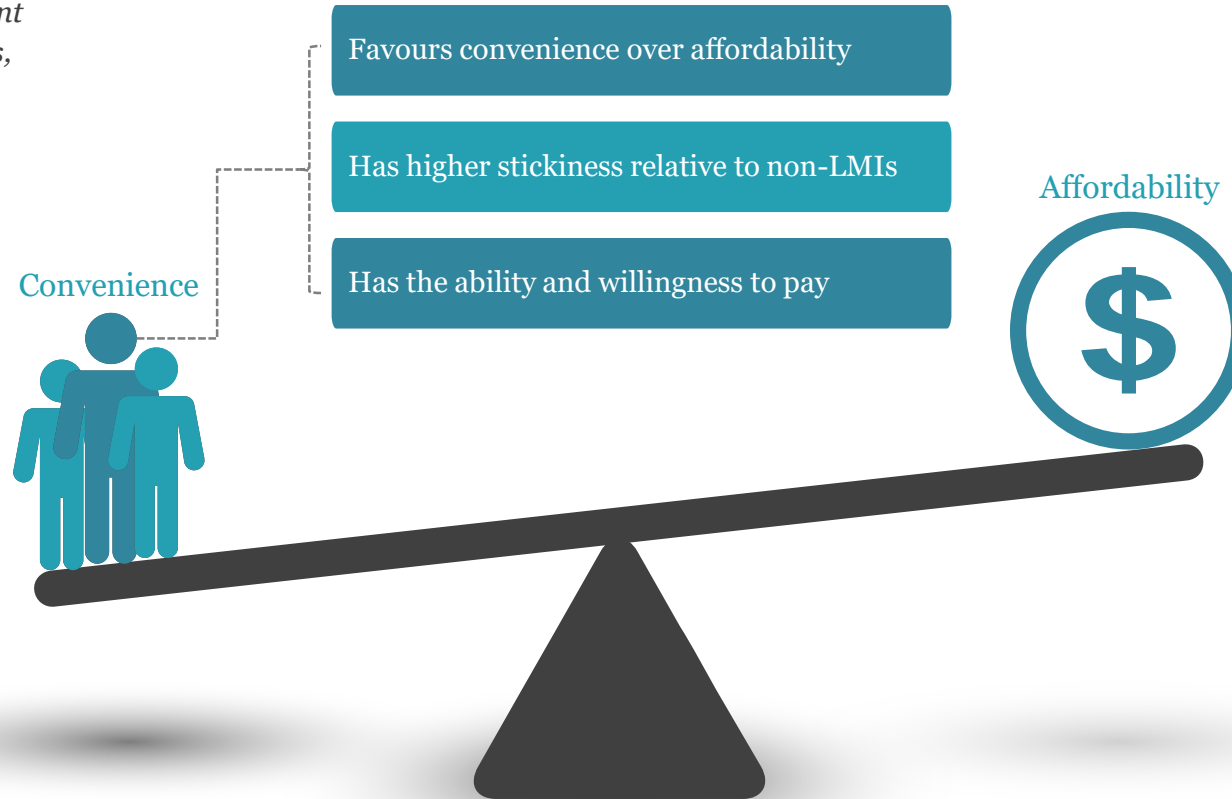 Favours convenience over affordability
Has higher stickiness relative to non-LMIs
Affordability
Convenience
Has the ability and willingness to pay
$